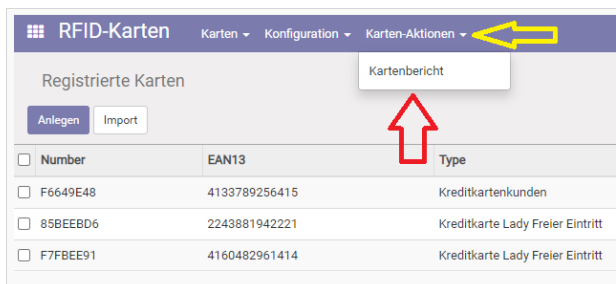 RFID-Karten Karten Konfiguration Karten-Aktionen
Kartenbericht
Registrierte Karten
Anlegen Import
Number EAN13 Type
F6649E48 4133789256415 Kreditkartenkunden
85BEEBD6 2243881942221 Kreditkarte Lady Freier Eintritt
F7FBEE91 4160482961414 Kreditkarte Lady Freier Eintritt